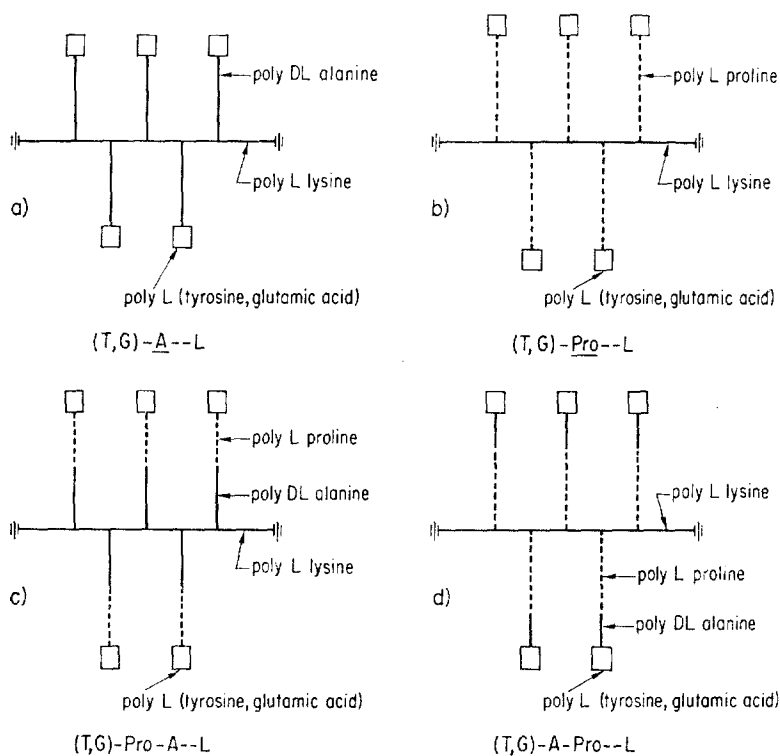 poly DL alanine
poly L lysine
a)
poly L (tyrosine, glutamic acid)
(T,G)-A--L
poly L proline
poly L lysine
b)
poly L (tyrosine, glutamic acid)
(T,G)-Pro--L
poly L proline
poly DL alanine
poly L lysine
c)
poly L (tyrosine, glutamic acid)
(T,G)-Pro-A--L
poly L lysine
poly L proline
d)
poly DL alanine
poly L (tyrosine, glutamic acid)
(T,G)-A-Pro--L